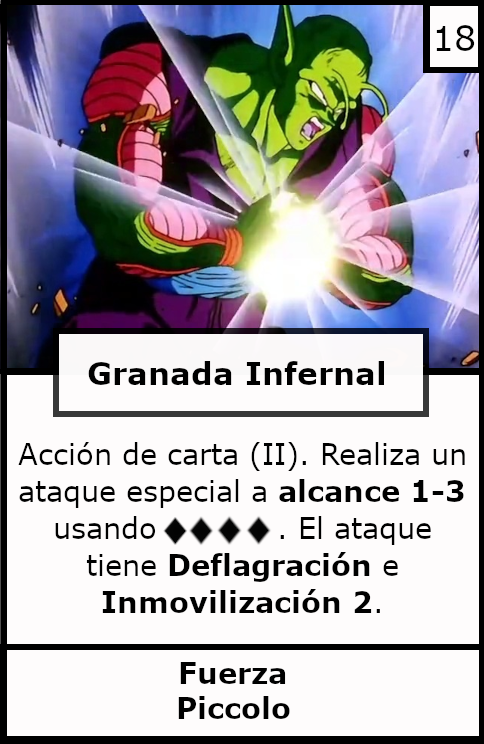 18
Granada Infernal
Acción de carta (II). Realiza un
ataque especial a alcance 1-3
usando ♦♦♦♦. El ataque
tiene Deflagración e
Inmovilización 2.
Fuerza
Piccolo